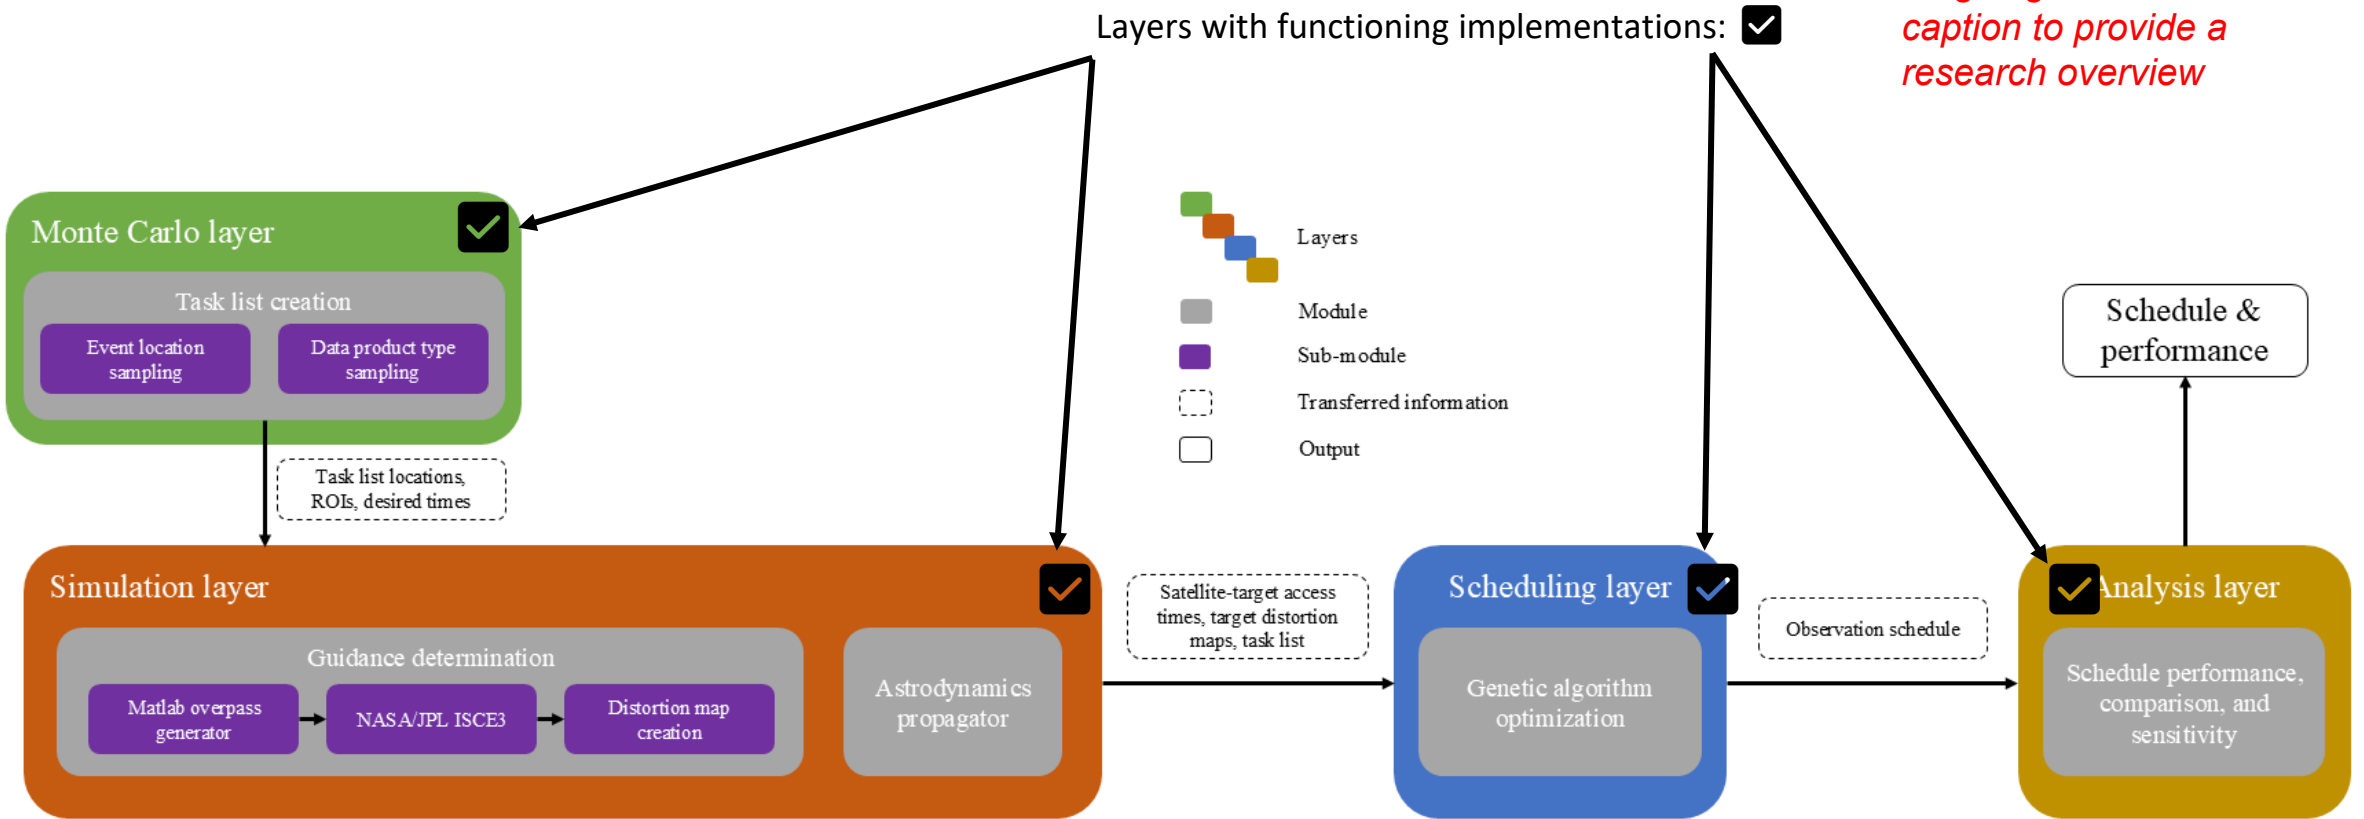 Layers with functioning implementations:
caption to provide a
research overview
Monte Carlo layer
Task list creation
Event location
sampling
Data product type
sampling
Task list locations,
ROIs, desired times
Layers
Module
Sub-module
Transferred information
Output
Schedule &
performance
Simulation layer
Guidance determination
Matlab overpass
generator
NASA/JPL ISCE3
Distortion map
creation
Astrodynamics
propagator
Satellite-target access
times, target distortion
maps, task list
Scheduling layer
Genetic algorithm
optimization
Observation schedule
Analysis layer
Schedule performance,
comparison, and
sensitivity